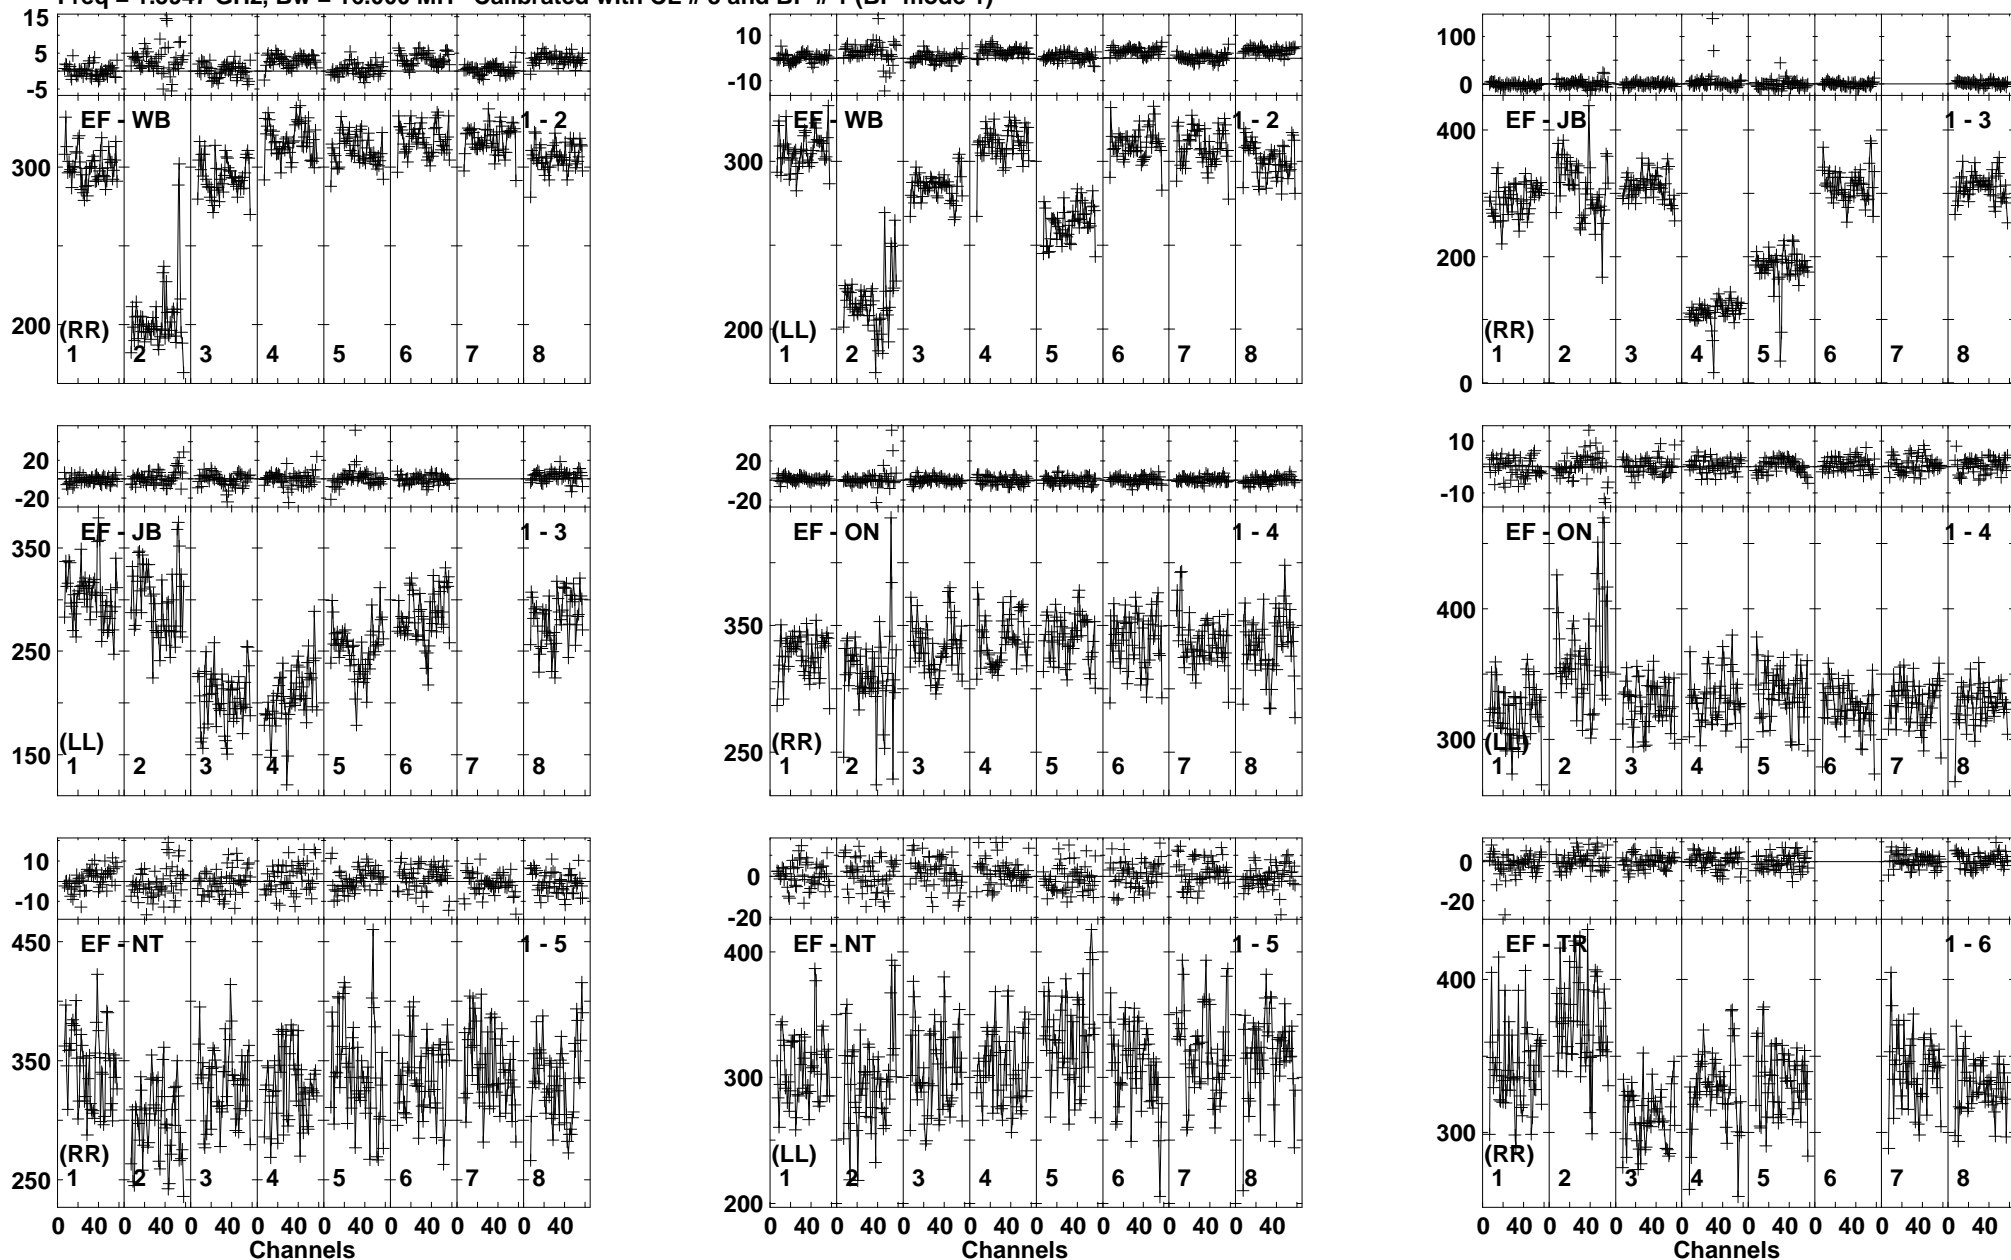 Calibrated with CL # and BP # 1 (BP mode 1)
15
5
-5
EF - WB 1 - 2
300
200
(RR)
1 2 3 4 5 6 7 8
10
-10
EF - WB 1 - 2
300
200
(LL)
1 2 3 4 5 6 7 8
100
0
EF - JB 1 - 3
400
200
0
(RR)
1 2 3 4 5 6 7 8
20
-20
EF - JB 1 - 3
350
250
150
(LL)
1 2 3 4 5 6 7 8
20
-20
EF - ON 1 - 4
350
250
(RR)
1 2 3 4 5 6 7 8
10
-10
EF - ON 1 - 4
400
300
(LL)
1 2 3 4 5 6 7 8
10
-10
EF - NT 1 - 5
450
350
250
(RR)
1 2 3 4 5 6 7 8
0 40 0 40 0 40 0 40 0 40 0 40 0 40 0 40
Channels
0
-20
EF - NT 1 - 5
400
300
200
(LL)
1 2 3 4 5 6 7 8
0 40 0 40 0 40 0 40 0 40 0 40 0 40 0 40
Channels
0
-20
EF - TR 1 - 6
400
300
(RR)
1 2 3 4 5 6 7 8
0 40 0 40 0 40 0 40 0 40 0 40 0 40 0 40
Channels